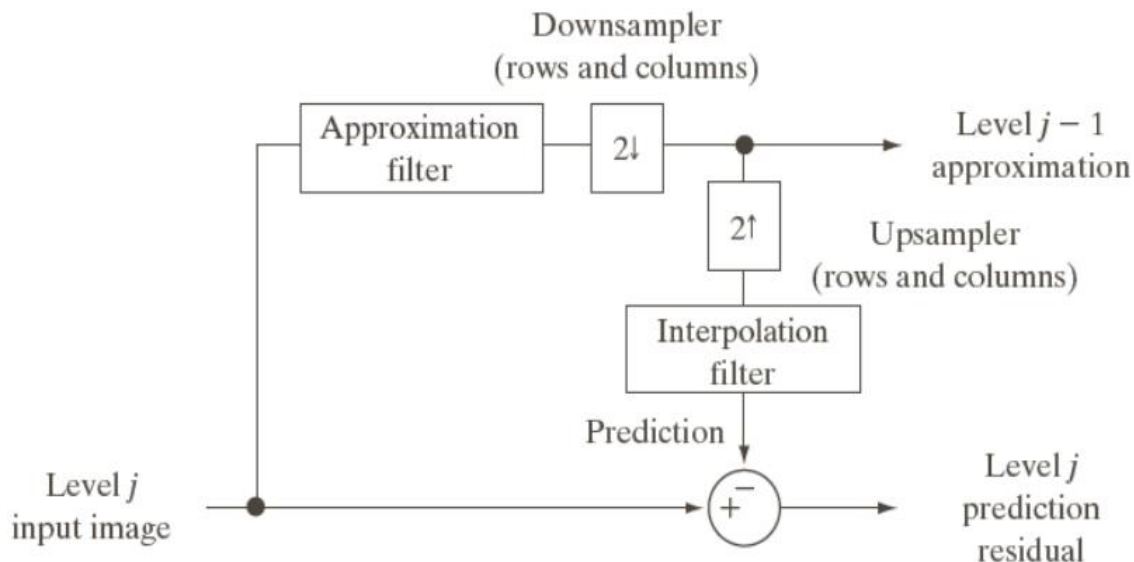 Downsampler
(rows and columns)
Approximation
filter
2↓
Level j − 1
approximation
2↑
Upsampler
(rows and columns)
Interpolation
filter
Prediction
Level j
input image
+
−
Level j
prediction
residual